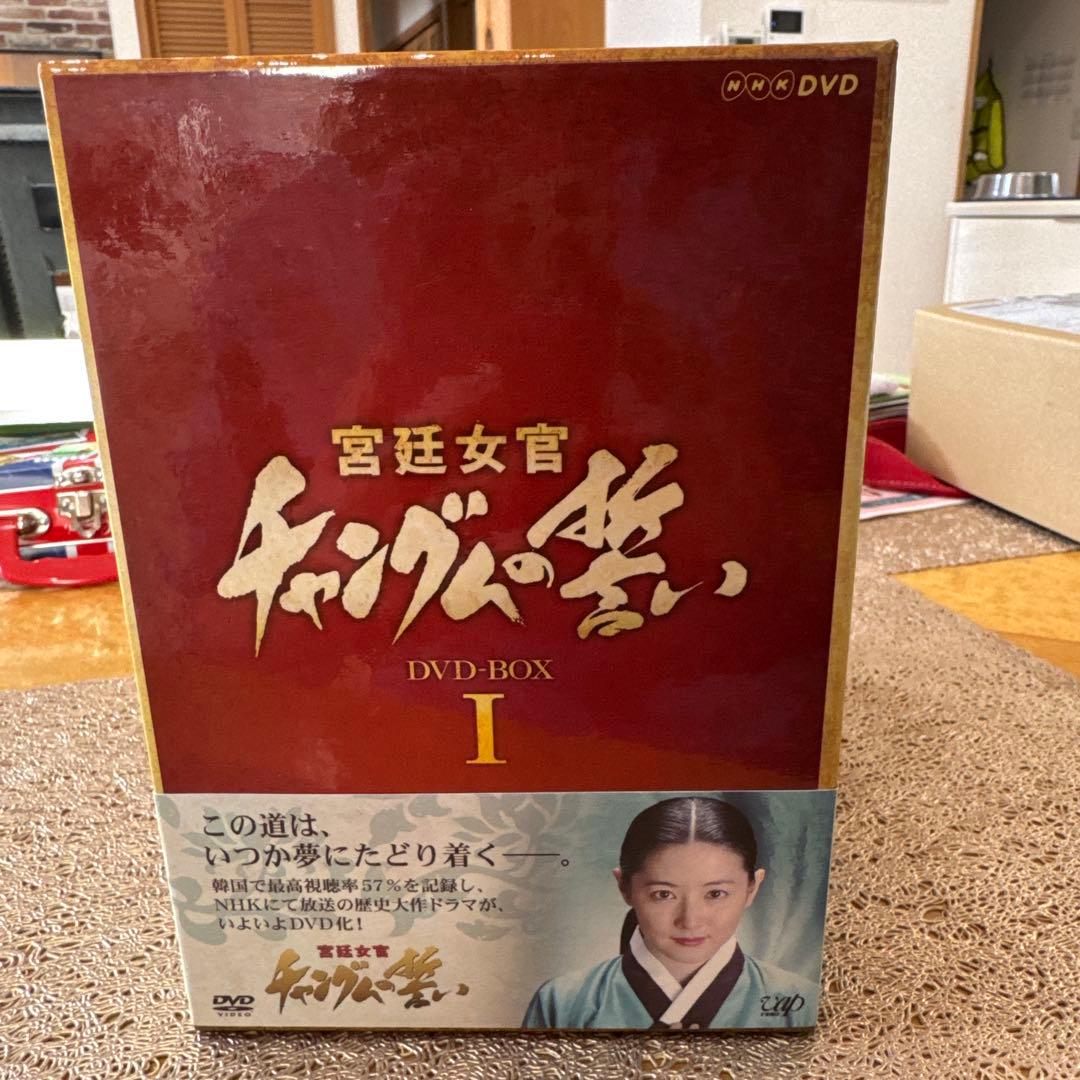 NHK DVD
宮廷女官
チャングムの誓い
DVD-BOX
I
この道は、
いつか夢にたどり着く――。
韓国で最高視聴率57%を記録し、
NHKにて放送の歴史大作ドラマが、
いよいよDVD化!
宮廷女官
チャングムの誓い
DVD
VIDEO
vap